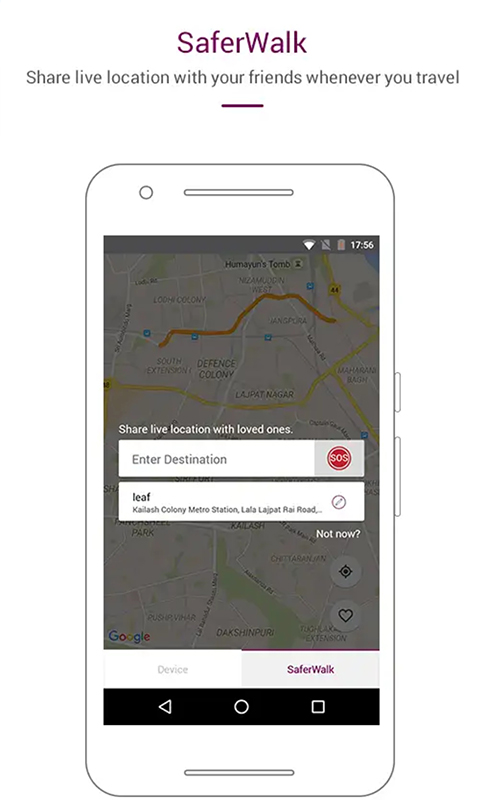 SaferWalk
Share live location with your friends whenever you travel
17:56
Humayun's Tomb
NIZAMUDDIN
WEST
44
LODHI COLONY
JANGPURA
SOUTH
EXTENSION I
DEFENCE
COLONY
MAHARANI
BAGH
LAJPAT NAGAR
Share live location with loved ones.
Enter Destination
SOS
leaf
Kailash Colony Metro Station, Lala Lajpat Rai Road,...
PARK
KAILASH
Not now?
CHITTARANJAN
PUSHP VIHAR
DAKSHINPURI
EXTENSION
Google
Device
SaferWalk